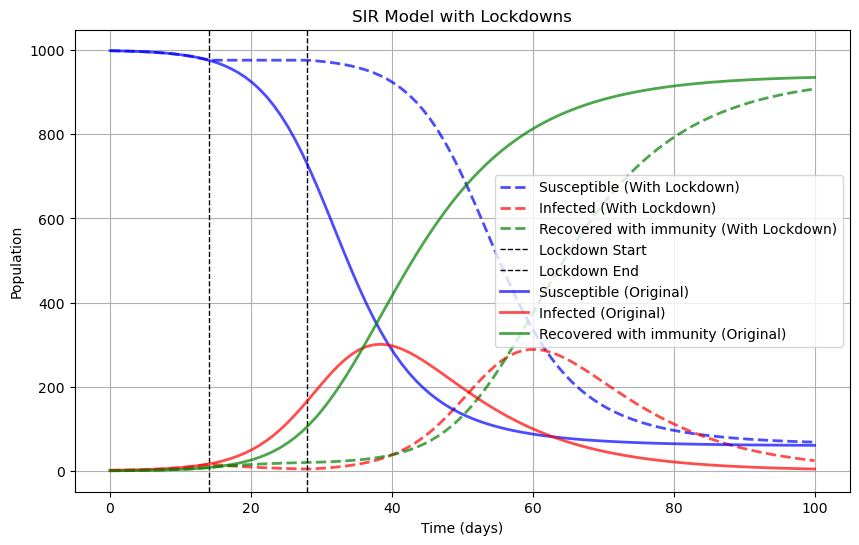 SIR Model with Lockdowns
1000
800
600
400
200
0
Population
Susceptible (With Lockdown)
Infected (With Lockdown)
Recovered with immunity (With Lockdown)
Lockdown Start
Lockdown End
Susceptible (Original)
Infected (Original)
Recovered with immunity (Original)
0 20 40 60 80 100
Time (days)